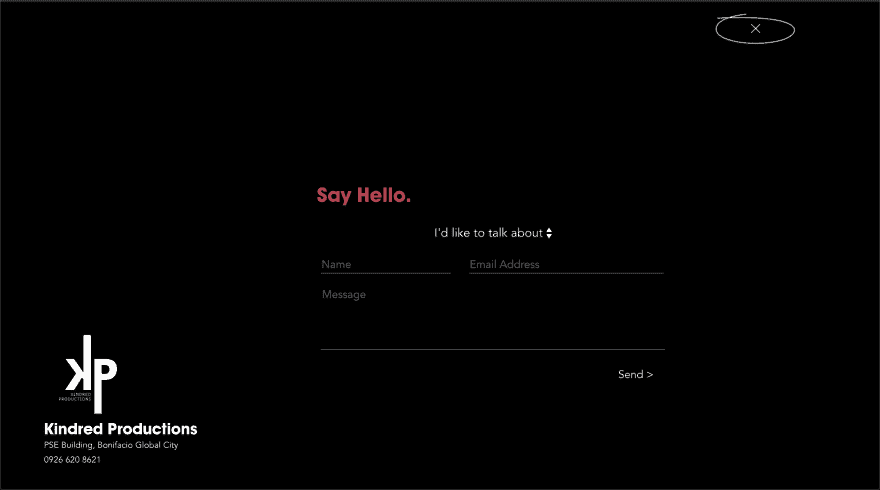 Say Hello.
I'd like to talk about
Name
Email Address
Message
Send >
KP
KINDRED
PRODUCTIONS
Kindred Productions
PSE Building, Bonifacio Global City
0926 620 8621